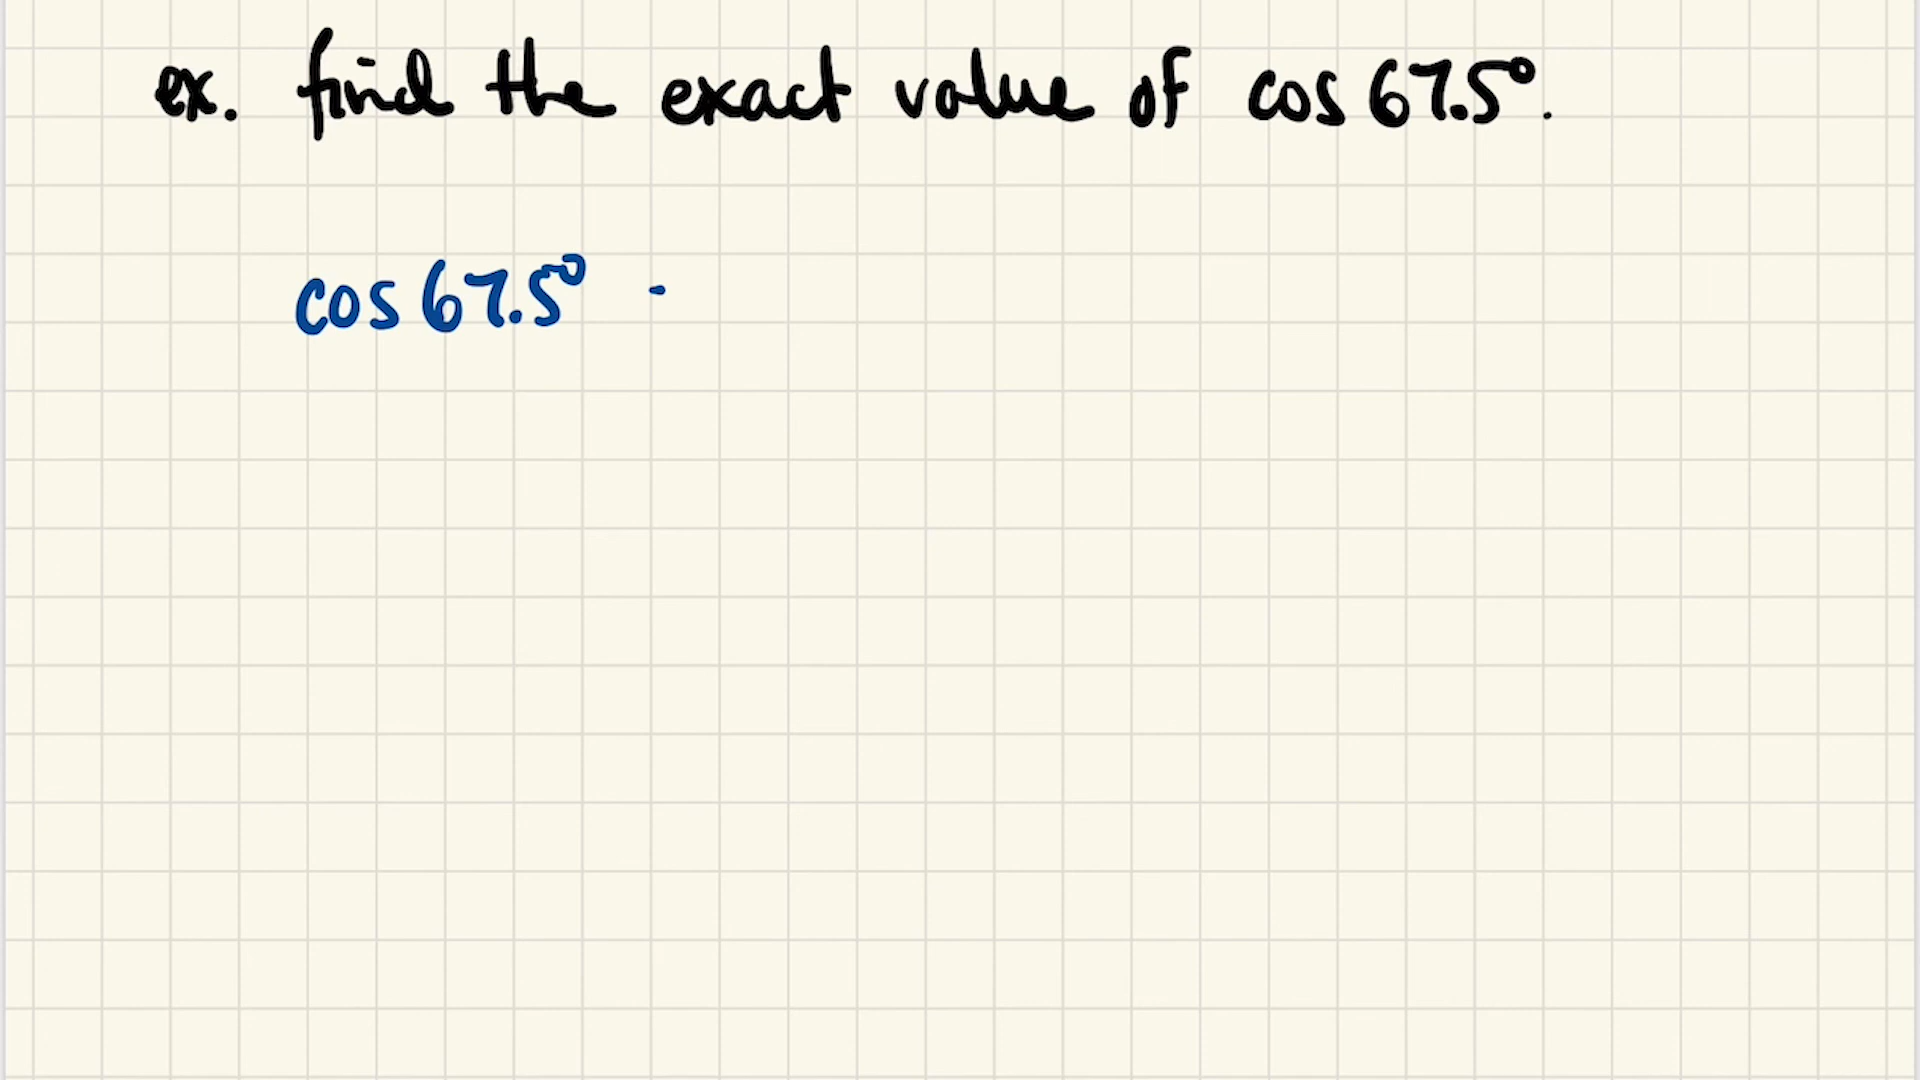 ex. find the exact value of cos 67.5°.
cos 67.5° -